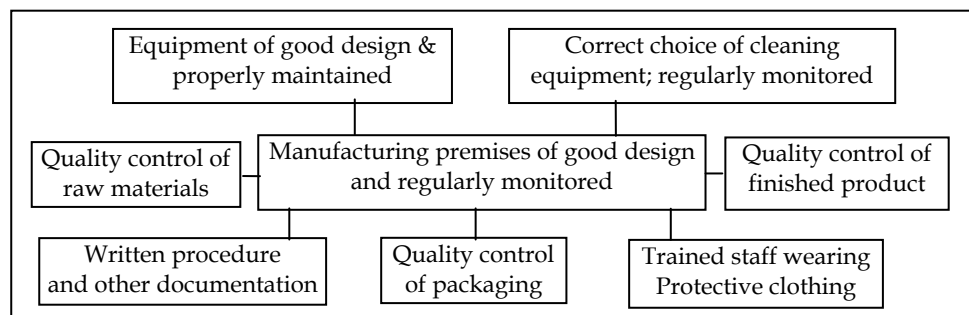 Equipment of good design &
properly maintained
Correct choice of cleaning
equipment; regularly monitored
Quality control of
raw materials
Manufacturing premises of good design
and regularly monitored
Quality control of
finished product
Written procedure
and other documentation
Quality control
of packaging
Trained staff wearing
Protective clothing